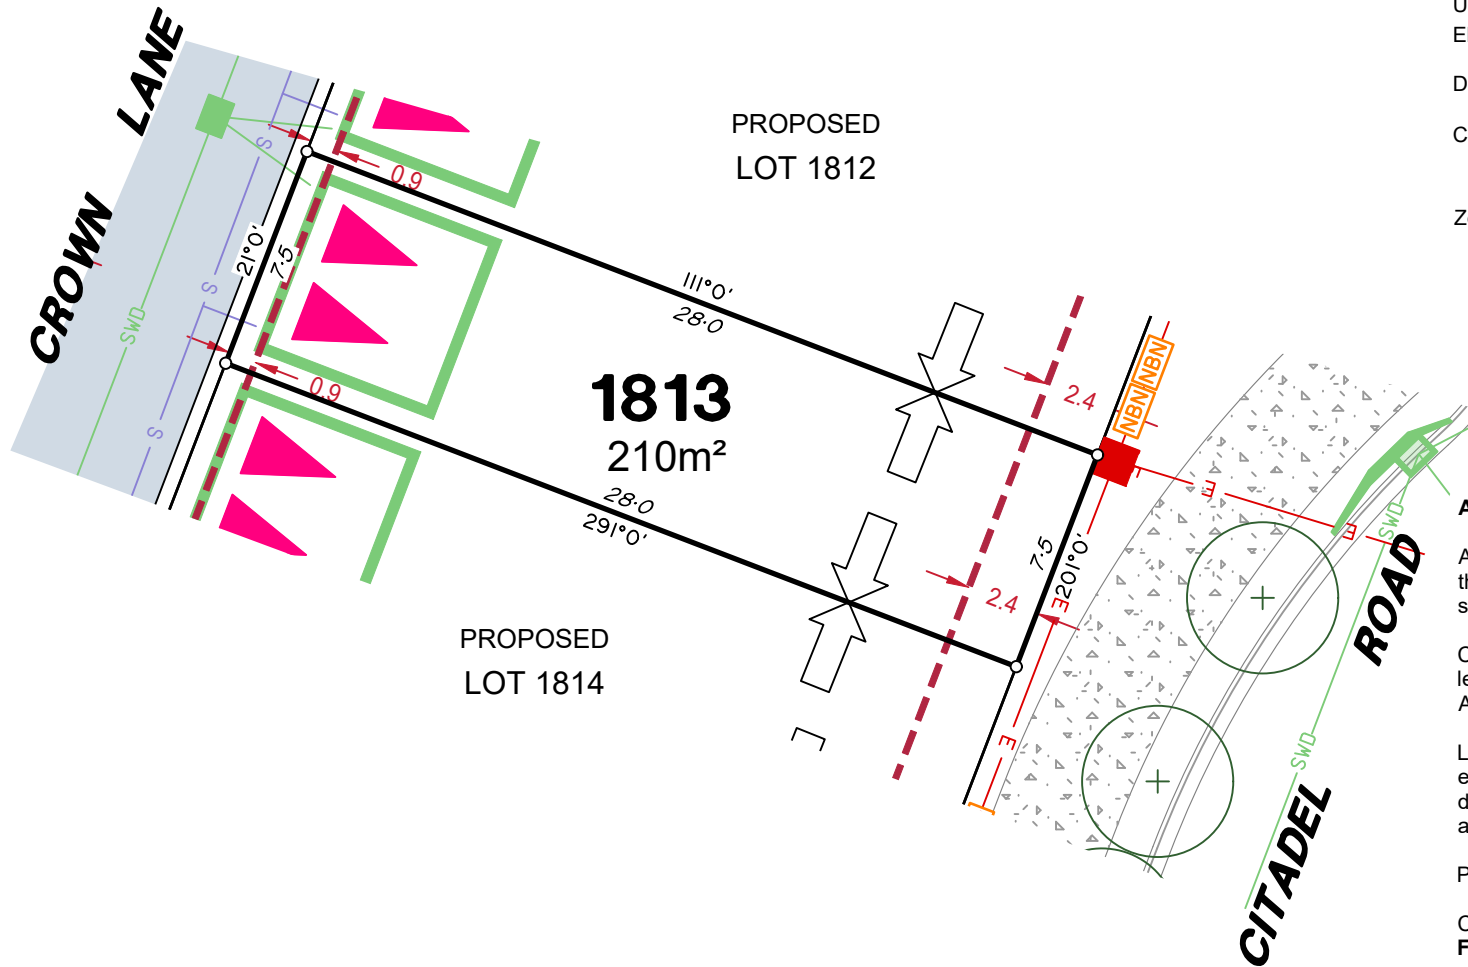 CROWN LANE
PROPOSED
LOT 1812
0.9
21°0'
7·5
111°0'
28·0
1813
210m²
28·0
291°0'
0.9
2.4
2.4
7·5
201°0'
NBN
NBN
S
S
S
SWD
E
E
E
E
SWD
SWD
PROPOSED
LOT 1814
CITADEL ROAD
U
E
D
C
Z
A
A
th
s
C
le
A
L
e
d
a
P
C
F